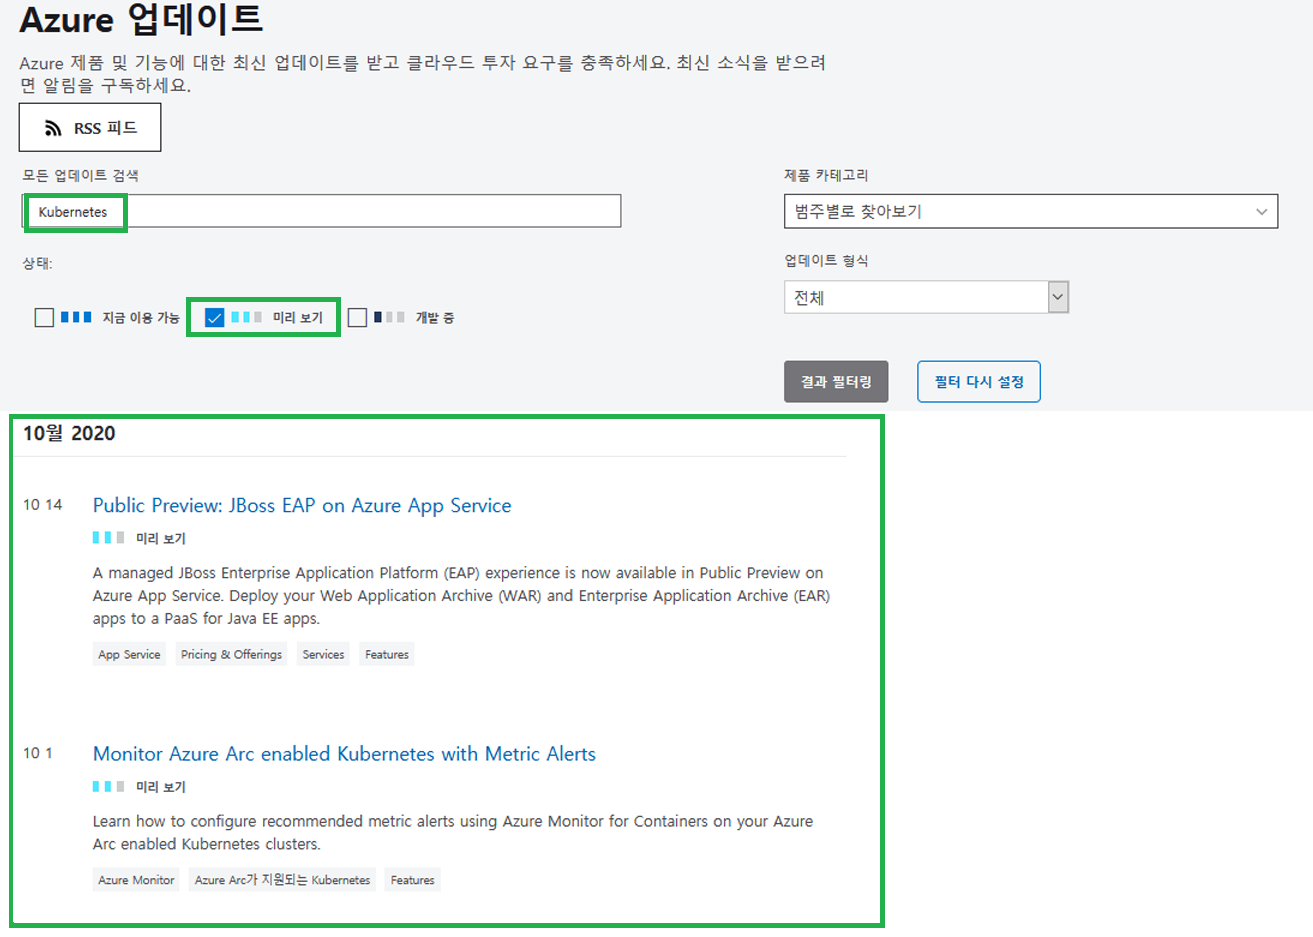 Azure 업데이트
Azure 제품 및 기능에 대한 최신 업데이트를 받고 클라우드 투자 요구를 충족하세요. 최신 소식을 받으려
면 알림을 구독하세요.
RSS 피드
모든 업데이트 검색
Kubernetes
제품 카테고리
범주별로 찾아보기
상태:
지금 이용 가능
미리 보기
개발 중
업데이트 형식
전체
결과 필터링
필터 다시 설정
10월 2020
10 14
Public Preview: JBoss EAP on Azure App Service
미리 보기
A managed JBoss Enterprise Application Platform (EAP) experience is now available in Public Preview on
Azure App Service. Deploy your Web Application Archive (WAR) and Enterprise Application Archive (EAR)
apps to a PaaS for Java EE apps.
App Service
Pricing & Offerings
Services
Features
10 1
Monitor Azure Arc enabled Kubernetes with Metric Alerts
미리 보기
Learn how to configure recommended metric alerts using Azure Monitor for Containers on your Azure
Arc enabled Kubernetes clusters.
Azure Monitor
Azure Arc가 지원되는 Kubernetes
Features